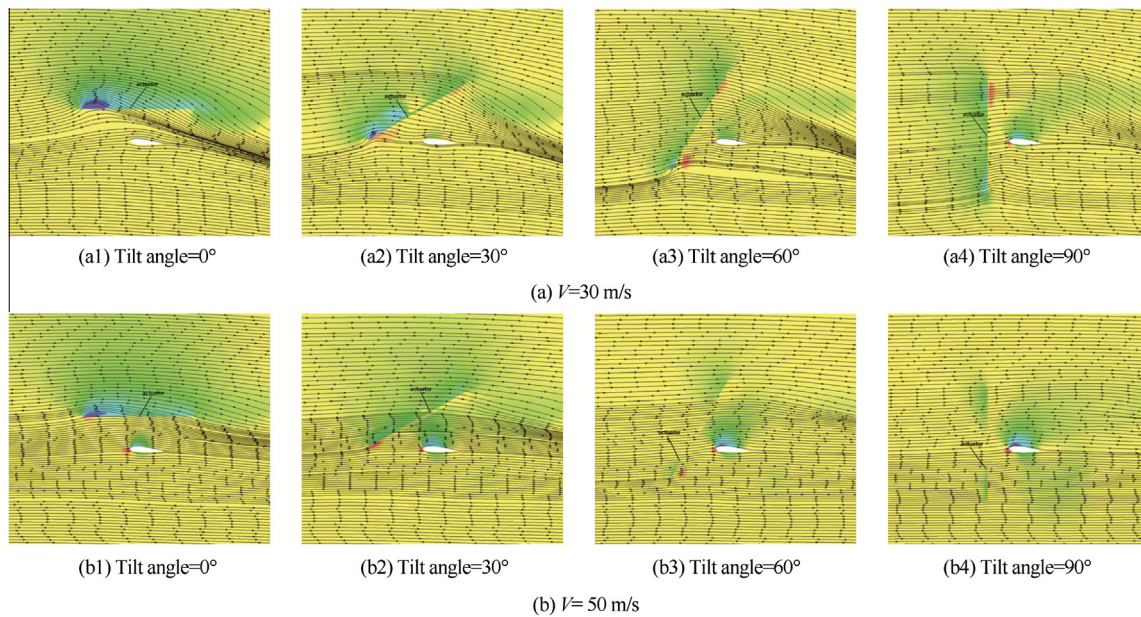 actuator
actuator
actuator
actuator
(a1) Tilt angle=0°
(a2) Tilt angle=30°
(a3) Tilt angle=60°
(a4) Tilt angle=90°
(a) V=30 m/s
actuator
actuator
actuator
actuator
(b1) Tilt angle=0°
(b2) Tilt angle=30°
(b3) Tilt angle=60°
(b4) Tilt angle=90°
(b) V= 50 m/s